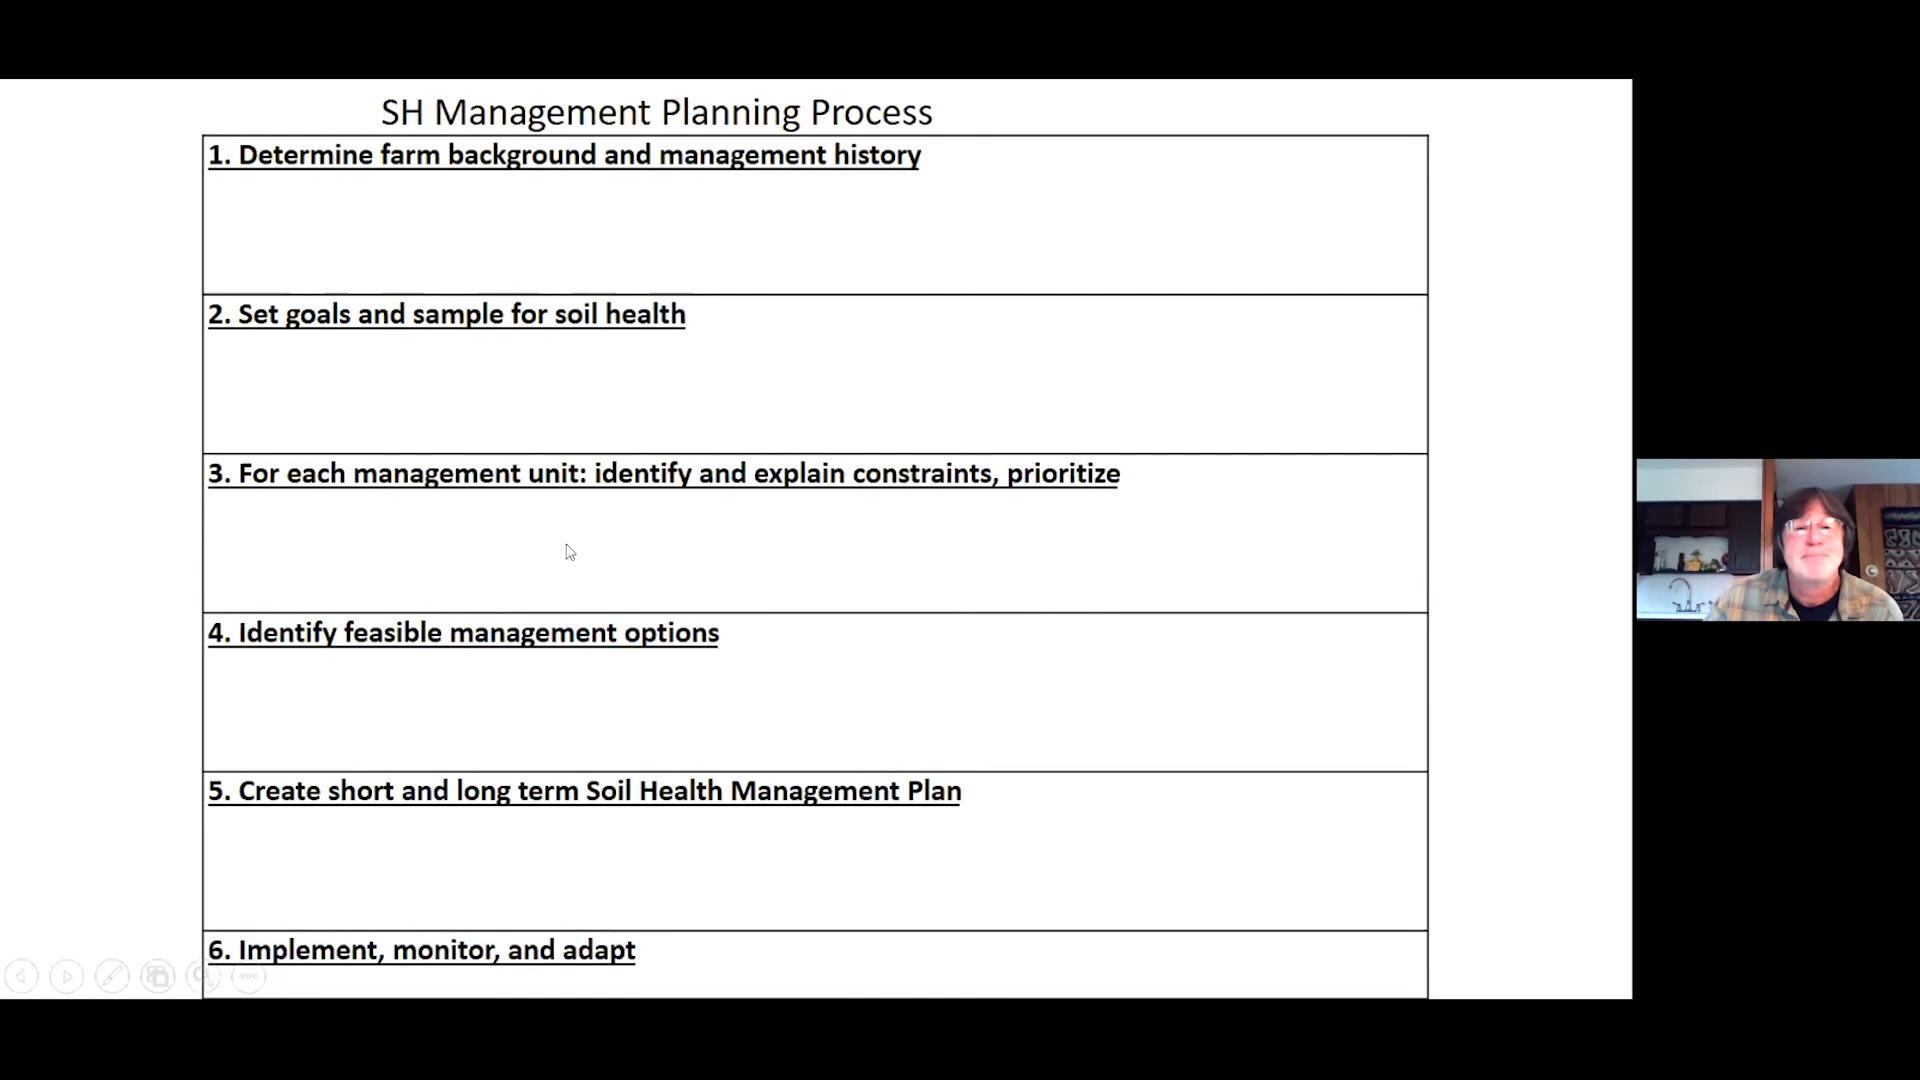 SH Management Planning Process
1. Determine farm background and management history
2. Set goals and sample for soil health
3. For each management unit: identify and explain constraints, prioritize
4. Identify feasible management options
5. Create short and long term Soil Health Management Plan
6. Implement, monitor, and adapt